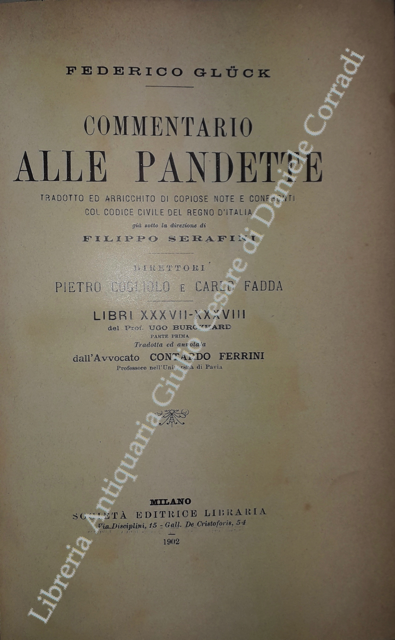 FEDERICO GLÜCK
COMMENTARIO
ALLE PANDETTE
TRADOTTO ED ARRICCHITO DI COPIOSE NOTE E CONFRONTI
COL CODICE CIVILE DEL REGNO D'ITALIA
già sotto la direzione di
FILIPPO SERAFINI
DIRETTORI
PIETRO COGLIOLO E CARLO FADDA
LIBRI XXXVII-XXXVIII
del Prof. UGO BURCKHARD
PARTE PRIMA
Tradotta ed annotata
dall'Avvocato CONTARDO FERRINI
Professore nell'Università di Pavia
MILANO
SOCIETÀ EDITRICE LIBRARIA
Via Disciplini, 15 - Gall. De Cristoforis, 54
1902
Libreria Antiquaria Giulio Cesare di Daniele Corradi